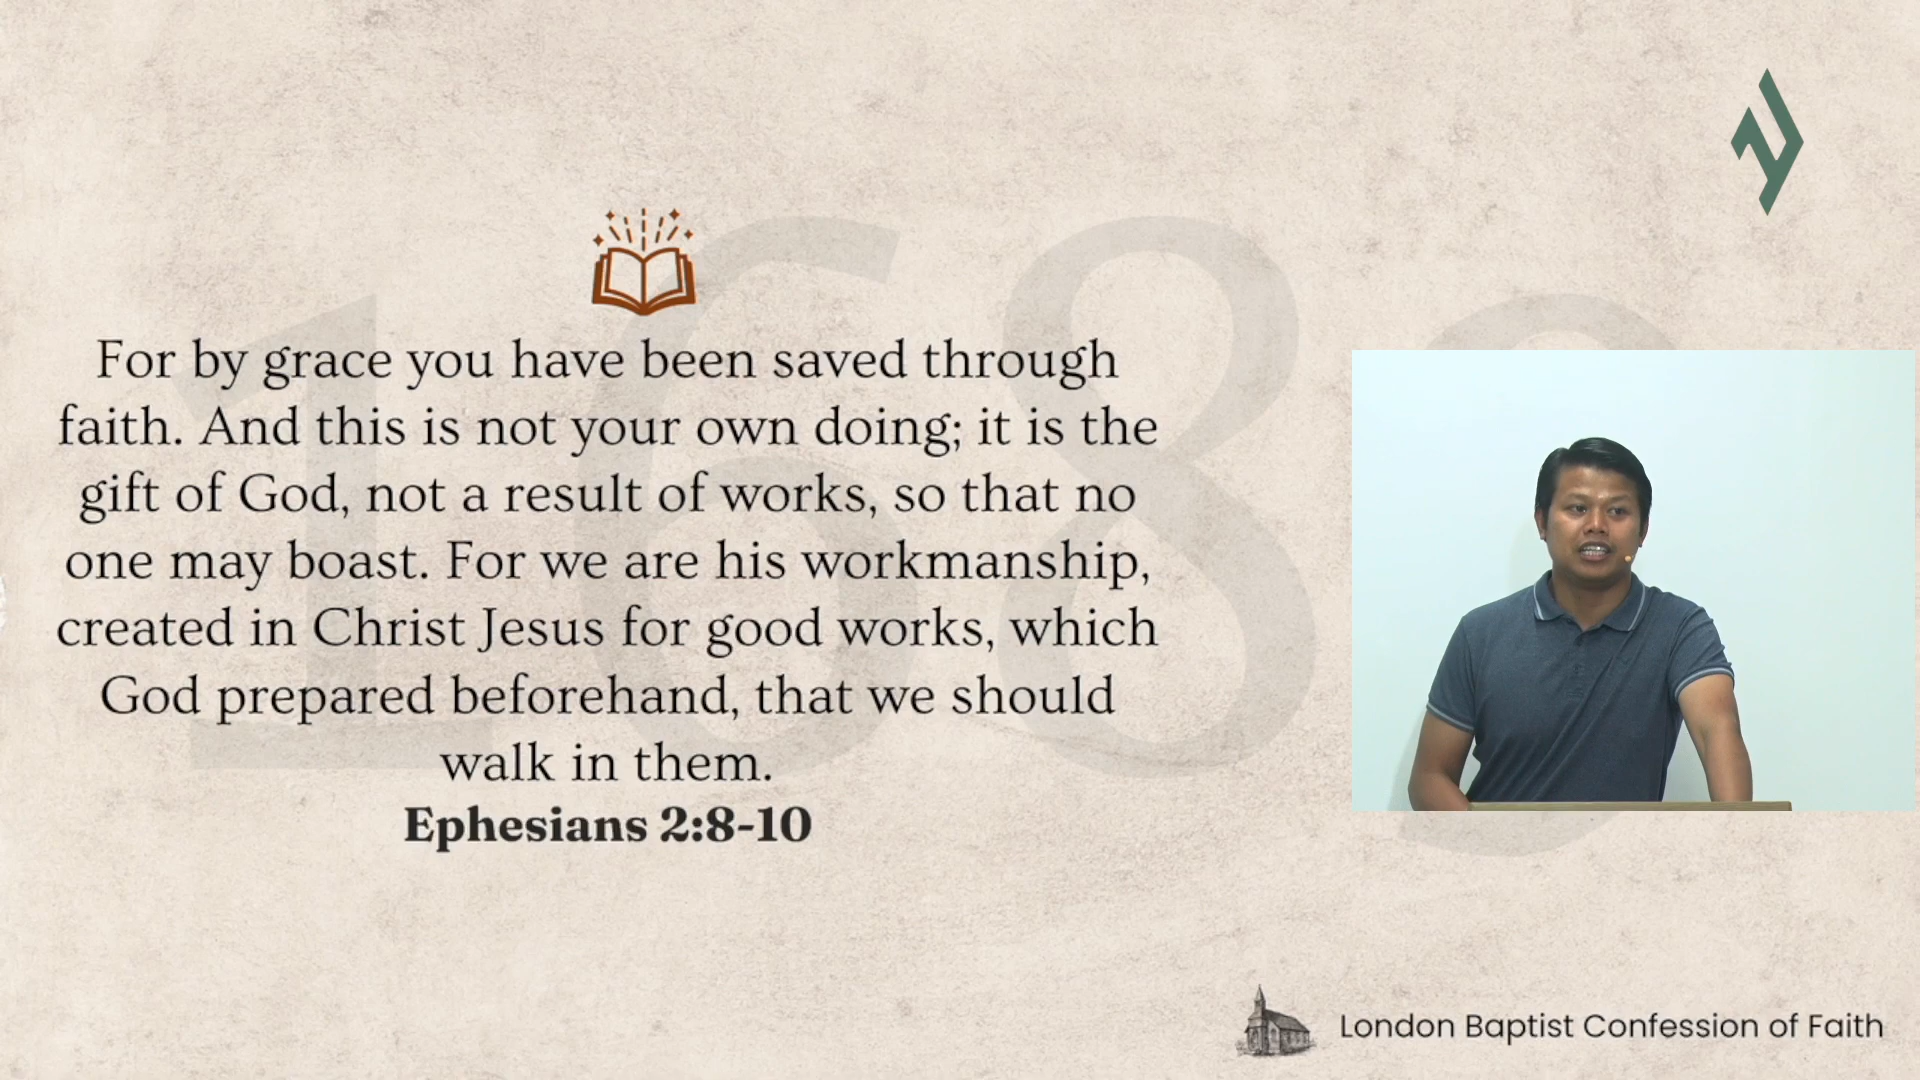 For by grace you have been saved through
faith. And this is not your own doing; it is the
gift of God, not a result of works, so that no
one may boast. For we are his workmanship,
created in Christ Jesus for good works, which
God prepared beforehand, that we should
walk in them.
Ephesians 2:8-10
1689
London Baptist Confession of Faith